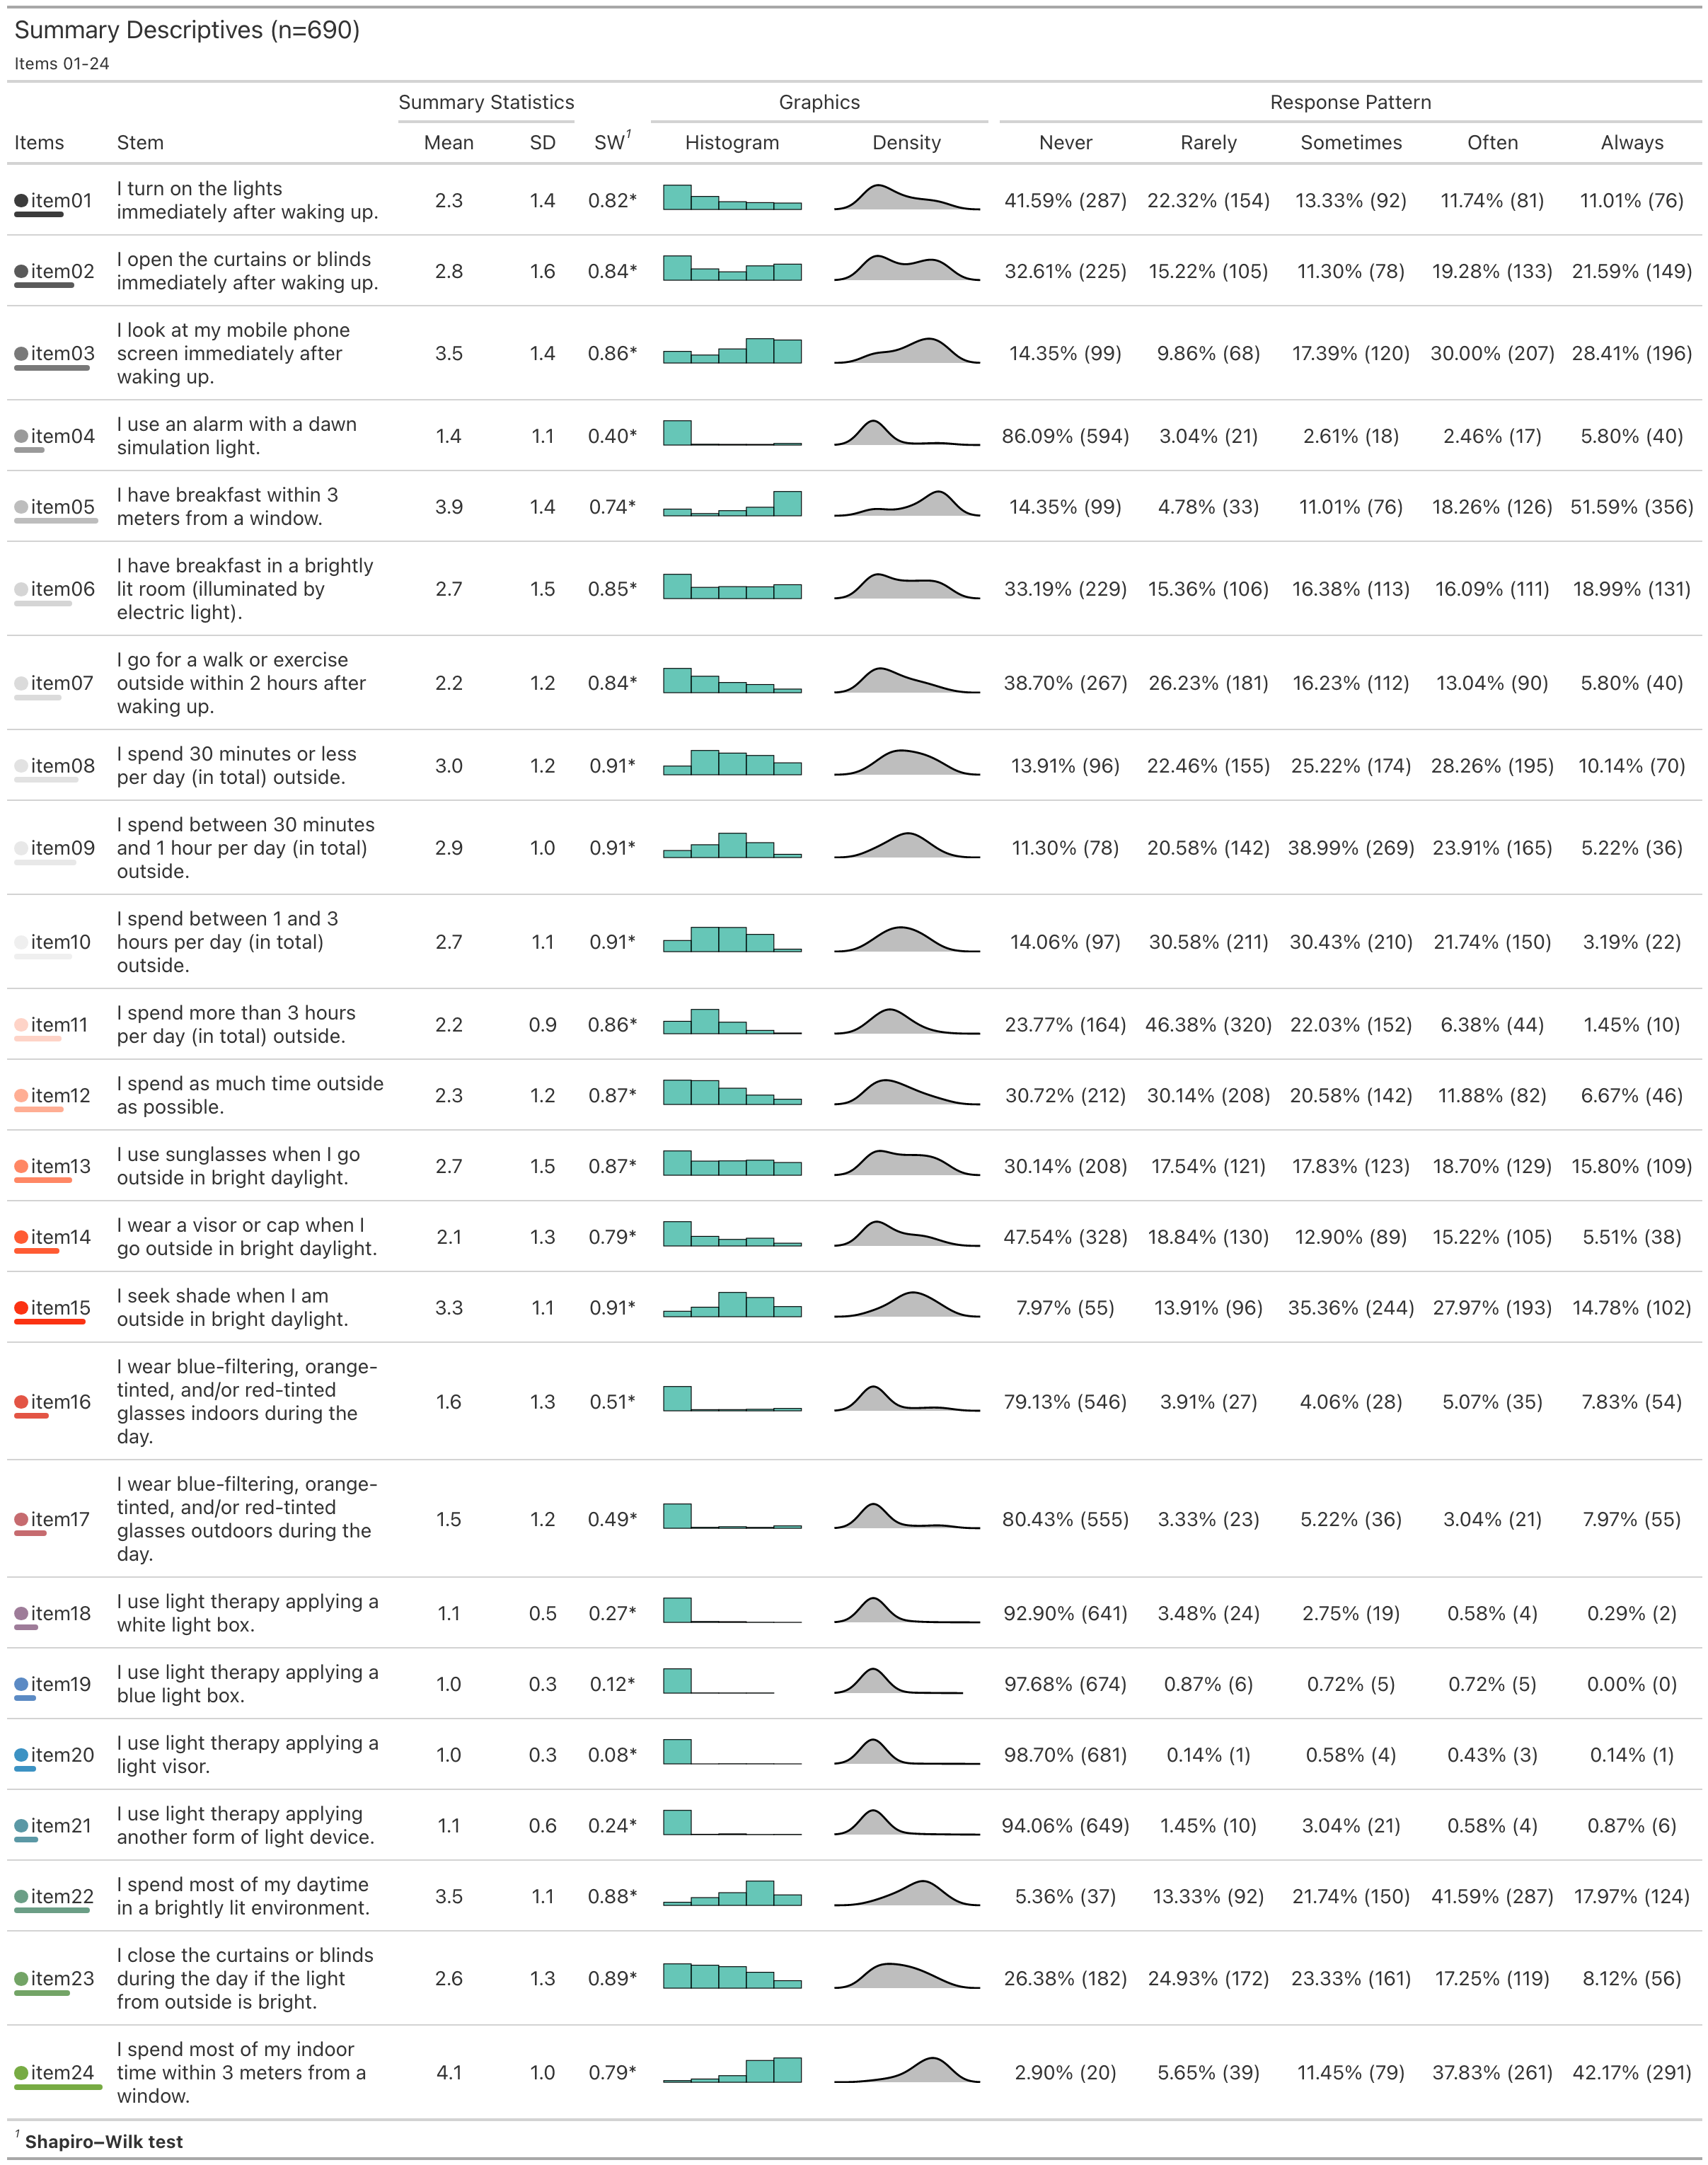 Summary Descriptives (n=690)
Items 01-24
Summary Statistics Graphics Response Pattern
Items Stem Mean SD SW1 Histogram Density Never Rarely Sometimes Often Always
item01 I turn on the lights immediately after waking up. 2.3 1.4 0.82* 41.59% (287) 22.32% (154) 13.33% (92) 11.74% (81) 11.01% (76)
item02 I open the curtains or blinds immediately after waking up. 2.8 1.6 0.84* 32.61% (225) 15.22% (105) 11.30% (78) 19.28% (133) 21.59% (149)
item03 I look at my mobile phone screen immediately after waking up. 3.5 1.4 0.86* 14.35% (99) 9.86% (68) 17.39% (120) 30.00% (207) 28.41% (196)
item04 I use an alarm with a dawn simulation light. 1.4 1.1 0.40* 86.09% (594) 3.04% (21) 2.61% (18) 2.46% (17) 5.80% (40)
item05 I have breakfast within 3 meters from a window. 3.9 1.4 0.74* 14.35% (99) 4.78% (33) 11.01% (76) 18.26% (126) 51.59% (356)
item06 I have breakfast in a brightly lit room (illuminated by electric light). 2.7 1.5 0.85* 33.19% (229) 15.36% (106) 16.38% (113) 16.09% (111) 18.99% (131)
item07 I go for a walk or exercise outside within 2 hours after waking up. 2.2 1.2 0.84* 38.70% (267) 26.23% (181) 16.23% (112) 13.04% (90) 5.80% (40)
item08 I spend 30 minutes or less per day (in total) outside. 3.0 1.2 0.91* 13.91% (96) 22.46% (155) 25.22% (174) 28.26% (195) 10.14% (70)
item09 I spend between 30 minutes and 1 hour per day (in total) outside. 2.9 1.0 0.91* 11.30% (78) 20.58% (142) 38.99% (269) 23.91% (165) 5.22% (36)
item10 I spend between 1 and 3 hours per day (in total) outside. 2.7 1.1 0.91* 14.06% (97) 30.58% (211) 30.43% (210) 21.74% (150) 3.19% (22)
item11 I spend more than 3 hours per day (in total) outside. 2.2 0.9 0.86* 23.77% (164) 46.38% (320) 22.03% (152) 6.38% (44) 1.45% (10)
item12 I spend as much time outside as possible. 2.3 1.2 0.87* 30.72% (212) 30.14% (208) 20.58% (142) 11.88% (82) 6.67% (46)
item13 I use sunglasses when I go outside in bright daylight. 2.7 1.5 0.87* 30.14% (208) 17.54% (121) 17.83% (123) 18.70% (129) 15.80% (109)
item14 I wear a visor or cap when I go outside in bright daylight. 2.1 1.3 0.79* 47.54% (328) 18.84% (130) 12.90% (89) 15.22% (105) 5.51% (38)
item15 I seek shade when I am outside in bright daylight. 3.3 1.1 0.91* 7.97% (55) 13.91% (96) 35.36% (244) 27.97% (193) 14.78% (102)
item16 I wear blue-filtering, orange-tinted, and/or red-tinted glasses indoors during the day. 1.6 1.3 0.51* 79.13% (546) 3.91% (27) 4.06% (28) 5.07% (35) 7.83% (54)
item17 I wear blue-filtering, orange-tinted, and/or red-tinted glasses outdoors during the day. 1.5 1.2 0.49* 80.43% (555) 3.33% (23) 5.22% (36) 3.04% (21) 7.97% (55)
item18 I use light therapy applying a white light box. 1.1 0.5 0.27* 92.90% (641) 3.48% (24) 2.75% (19) 0.58% (4) 0.29% (2)
item19 I use light therapy applying a blue light box. 1.0 0.3 0.12* 97.68% (674) 0.87% (6) 0.72% (5) 0.72% (5) 0.00% (0)
item20 I use light therapy applying a light visor. 1.0 0.3 0.08* 98.70% (681) 0.14% (1) 0.58% (4) 0.43% (3) 0.14% (1)
item21 I use light therapy applying another form of light device. 1.1 0.6 0.24* 94.06% (649) 1.45% (10) 3.04% (21) 0.58% (4) 0.87% (6)
item22 I spend most of my daytime in a brightly lit environment. 3.5 1.1 0.88* 5.36% (37) 13.33% (92) 21.74% (150) 41.59% (287) 17.97% (124)
item23 I close the curtains or blinds during the day if the light from outside is bright. 2.6 1.3 0.89* 26.38% (182) 24.93% (172) 23.33% (161) 17.25% (119) 8.12% (56)
item24 I spend most of my indoor time within 3 meters from a window. 4.1 1.0 0.79* 2.90% (20) 5.65% (39) 11.45% (79) 37.83% (261) 42.17% (291)
1 Shapiro–Wilk test